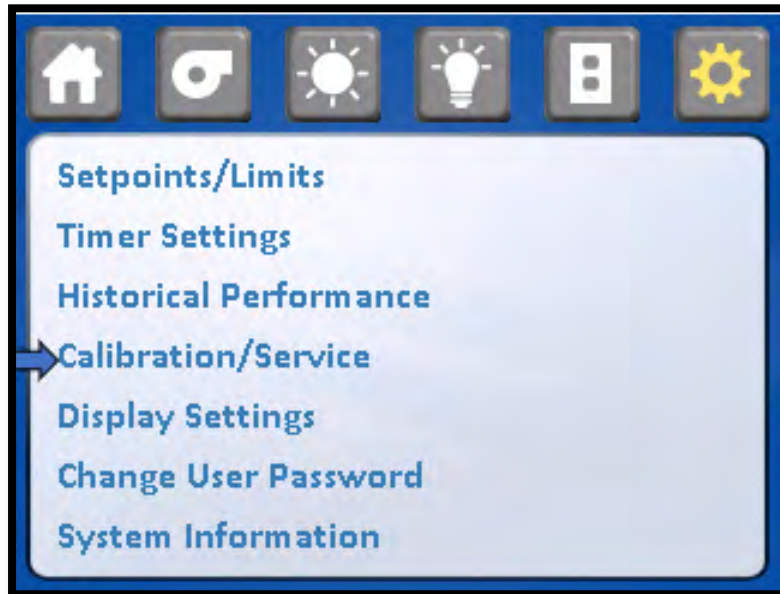 Setpoints/Limits
Timer Settings
Historical Performance
Calibration/Service
Display Settings
Change User Password
System Information